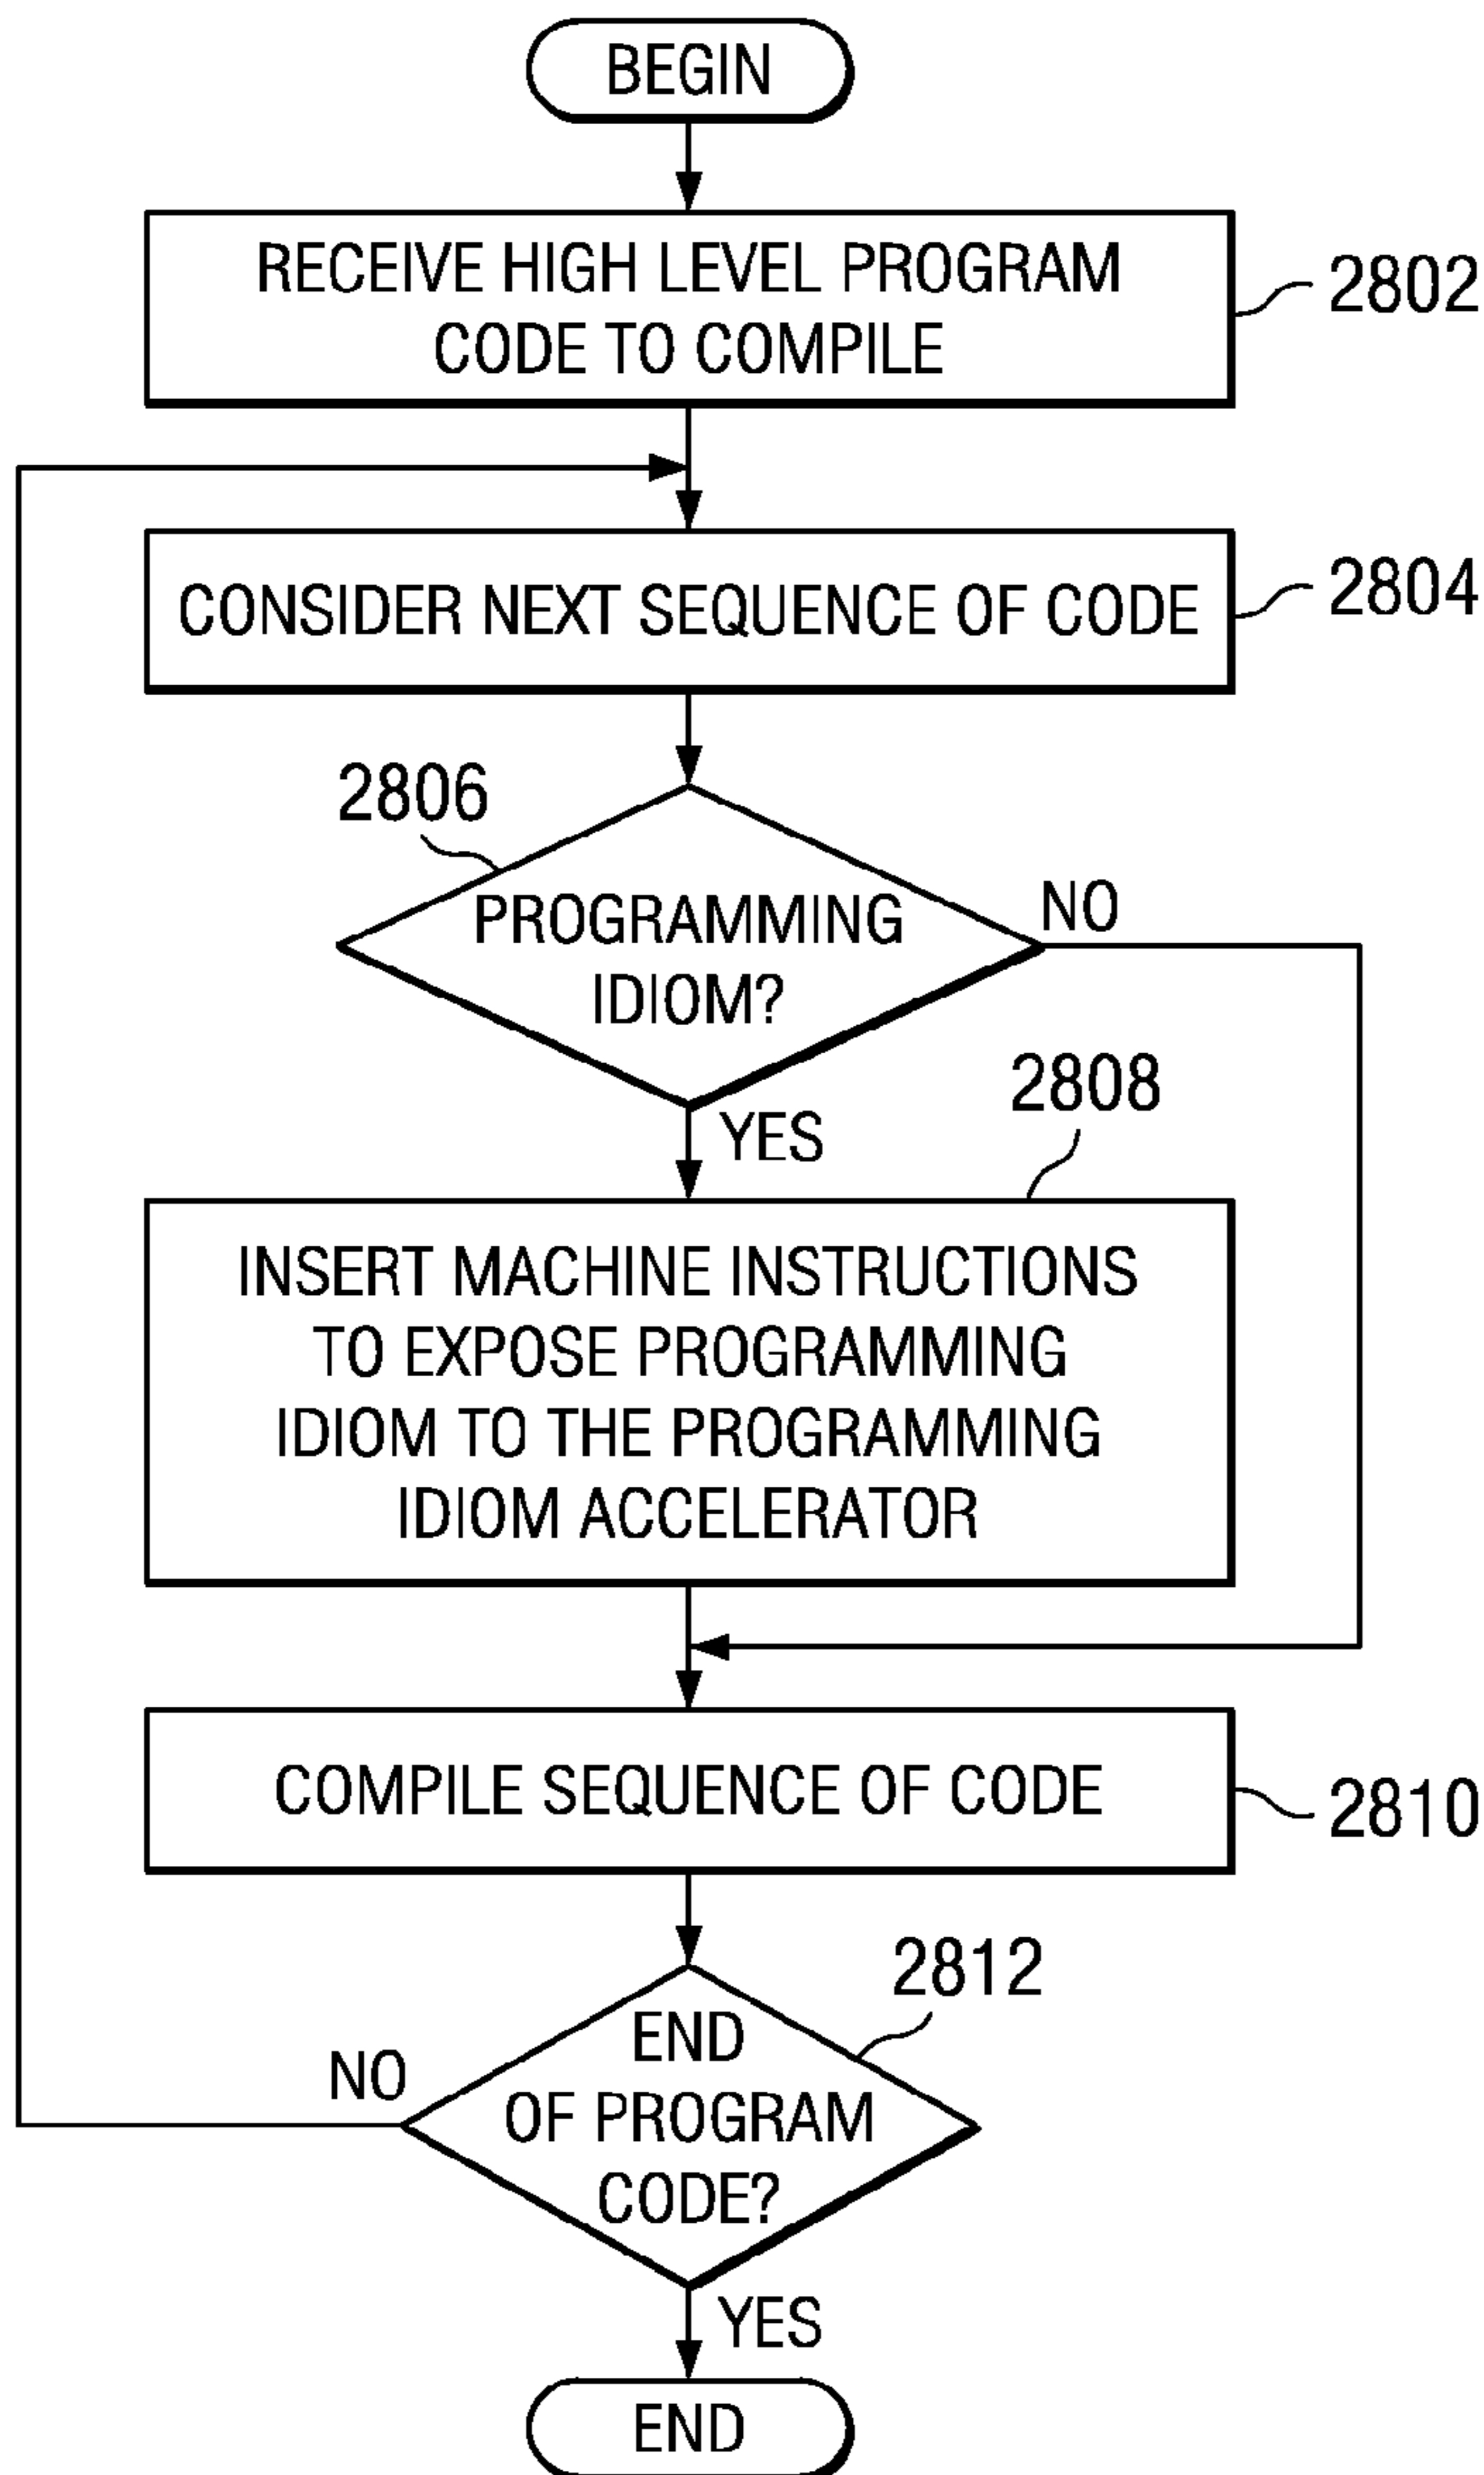 BEGIN
RECEIVE HIGH LEVEL PROGRAM
CODE TO COMPILE
2802
CONSIDER NEXT SEQUENCE OF CODE
2804
2806
PROGRAMMING
IDIOM?
NO
YES
2808
INSERT MACHINE INSTRUCTIONS
TO EXPOSE PROGRAMMING
IDIOM TO THE PROGRAMMING
IDIOM ACCELERATOR
COMPILE SEQUENCE OF CODE
2810
2812
END
OF PROGRAM
CODE?
NO
YES
END